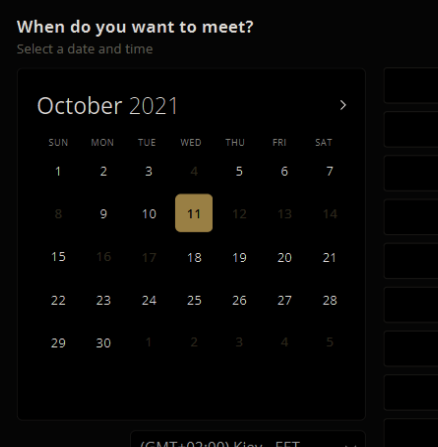 When do you want to meet?
Select a date and time
October 2021
SUN MON TUE WED THU FRI SAT
1 2 3 4 5 6 7
8 9 10 11 12 13 14
15 16 17 18 19 20 21
22 23 24 25 26 27 28
29 30 1 2 3 4 5
(GMT+02:00) Kiev - EET